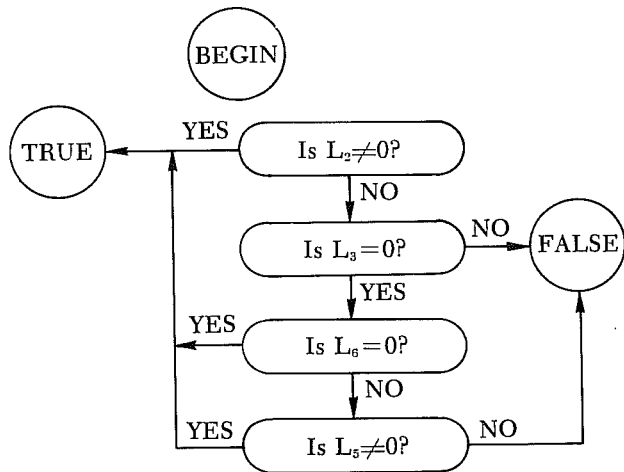 BEGIN
YES
TRUE
Is L₂≠0?
NO
Is L₃=0?
NO
FALSE
YES
YES
Is L₆=0?
NO
YES
Is L₅≠0?
NO